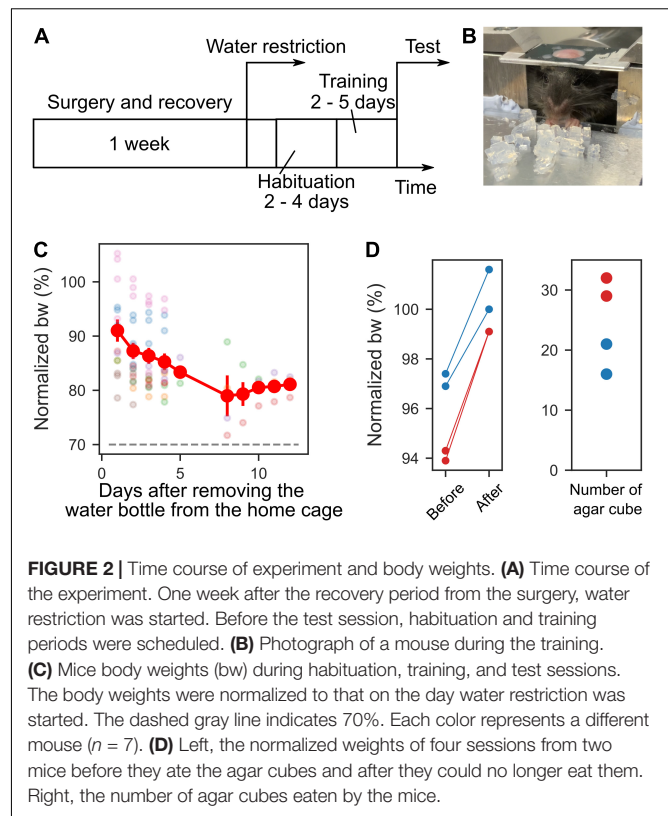 A
Water restriction
Test
B
Training
2 - 5 days
Surgery and recovery
1 week
Habituation
2 - 4 days
Time
C
D
Normalized bw (%)
100
90
80
70
0
5
10
Days after removing the
water bottle from the home cage
Normalized bw (%)
100
98
96
94
Before
After
30
20
10
0
Number of
agar cube
FIGURE 2 | Time course of experiment and body weights. (A) Time course of
the experiment. One week after the recovery period from the surgery, water
restriction was started. Before the test session, habituation and training
periods were scheduled. (B) Photograph of a mouse during the training.
(C) Mice body weights (bw) during habituation, training, and test sessions.
The body weights were normalized to that on the day water restriction was
started. The dashed gray line indicates 70%. Each color represents a different
mouse (n = 7). (D) Left, the normalized weights of four sessions from two
mice before they ate the agar cubes and after they could no longer eat them.
Right, the number of agar cubes eaten by the mice.